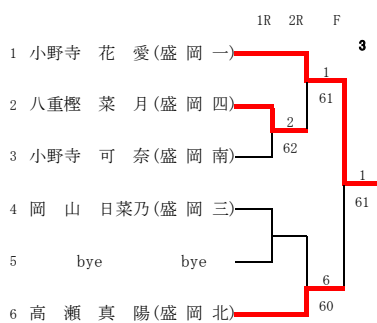 1R 2R F
3
1 小野寺 花 愛(盛 岡 一)
1
61
2 八重樫 菜 月(盛 岡 四)
2
62
3 小野寺 可 奈(盛 岡 南)
1
61
4 岡 山 日菜乃(盛 岡 三)
5 bye bye
6
60
6 高 瀬 真 陽(盛 岡 北)